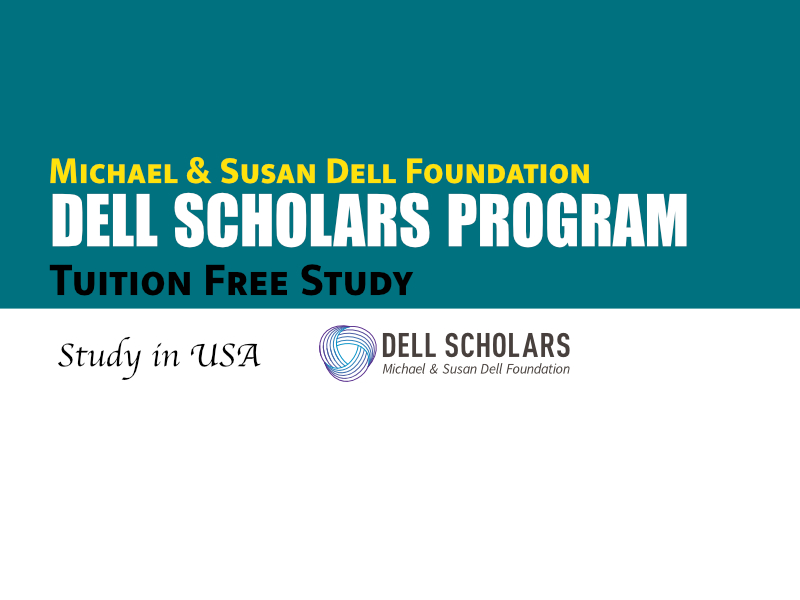 Michael & Susan Dell Foundation
DELL SCHOLARS PROGRAM
Tuition Free Study
Study in USA
DELL SCHOLARS
Michael & Susan Dell Foundation